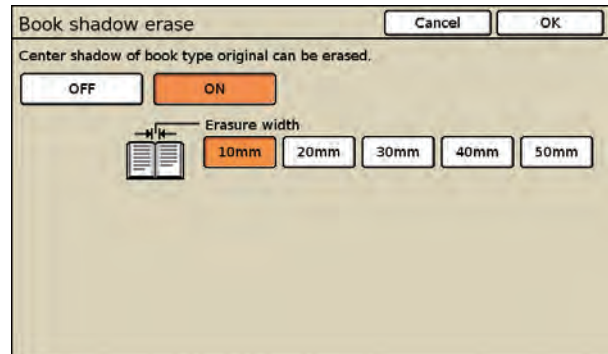 Book shadow erase Cancel OK
Center shadow of book type original can be erased.
OFF ON
Erasure width
10mm 20mm 30mm 40mm 50mm